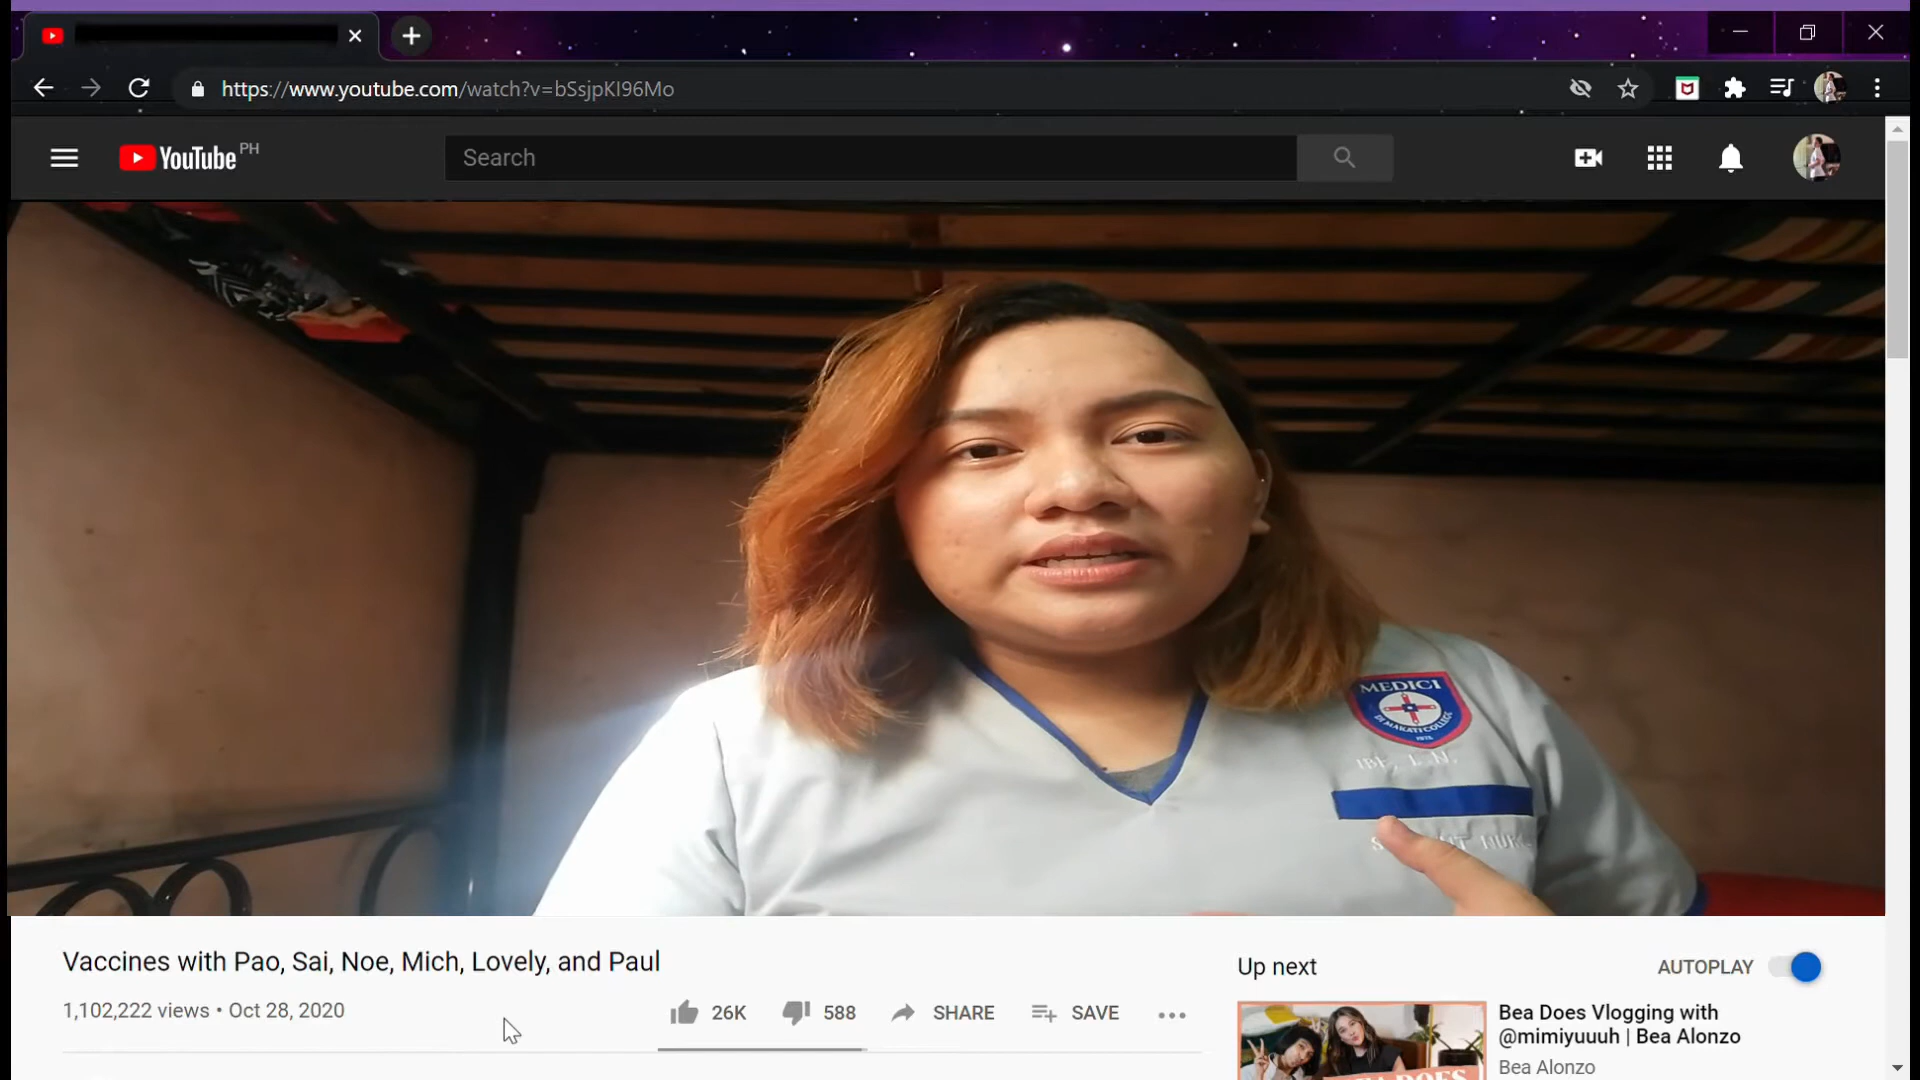 https://www.youtube.com/watch?v=bSsjpKI96Mo
YouTube PH
Search
MEDICI
DI MAKATI COLLEGE
Vaccines with Pao, Sai, Noe, Mich, Lovely, and Paul
1,102,222 views • Oct 28, 2020
26K
588
SHARE
SAVE
Up next
AUTOPLAY
Bea Does Vlogging with
@mimiyuuuh | Bea Alonzo
Bea Alonzo